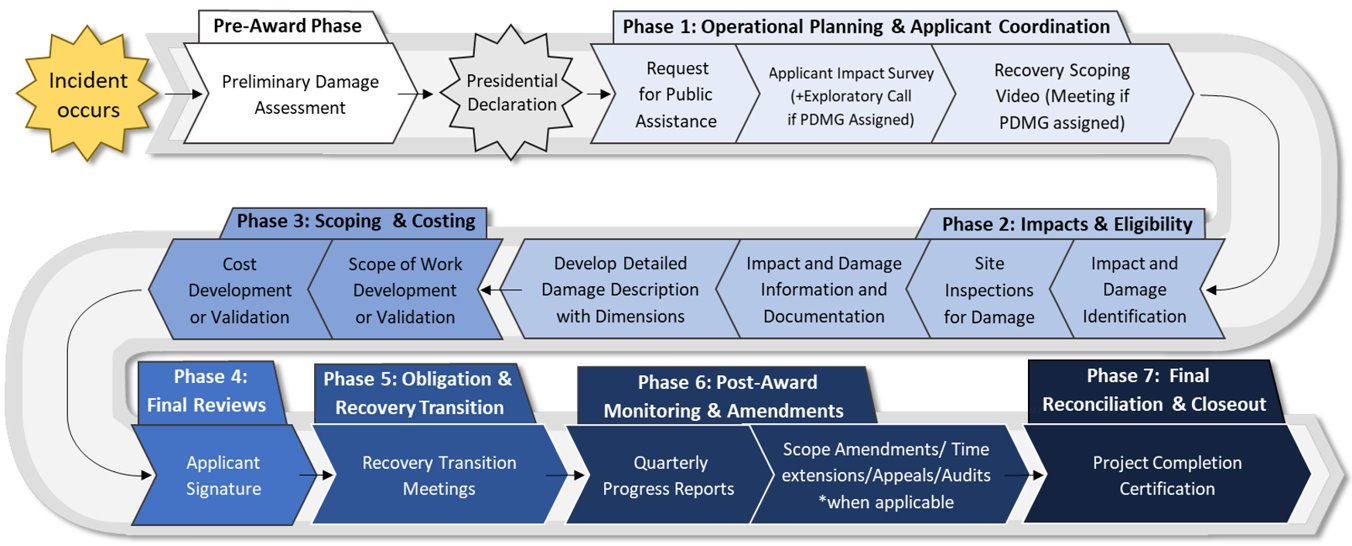 Pre-Award Phase
Incident
occurs
Preliminary Damage
Assessment
Presidential
Declaration
Phase 1: Operational Planning & Applicant Coordination
Request
for Public
Assistance
Applicant Impact Survey
(+Exploratory Call
if PDMG Assigned)
Recovery Scoping
Video (Meeting if
PDMG assigned)
Phase 2: Impacts & Eligibility
Impact and
Damage
Identification
Site
Inspections
for Damage
Impact and Damage
Information and
Documentation
Develop Detailed
Damage Description
with Dimensions
Phase 3: Scoping & Costing
Scope of Work
Development
or Validation
Cost
Development
or Validation
Phase 4:
Final Reviews
Applicant
Signature
Phase 5: Obligation &
Recovery Transition
Recovery Transition
Meetings
Phase 6: Post-Award
Monitoring & Amendments
Quarterly
Progress Reports
Scope Amendments/ Time
extensions/Appeals/Audits
*when applicable
Phase 7: Final
Reconciliation & Closeout
Project Completion
Certification